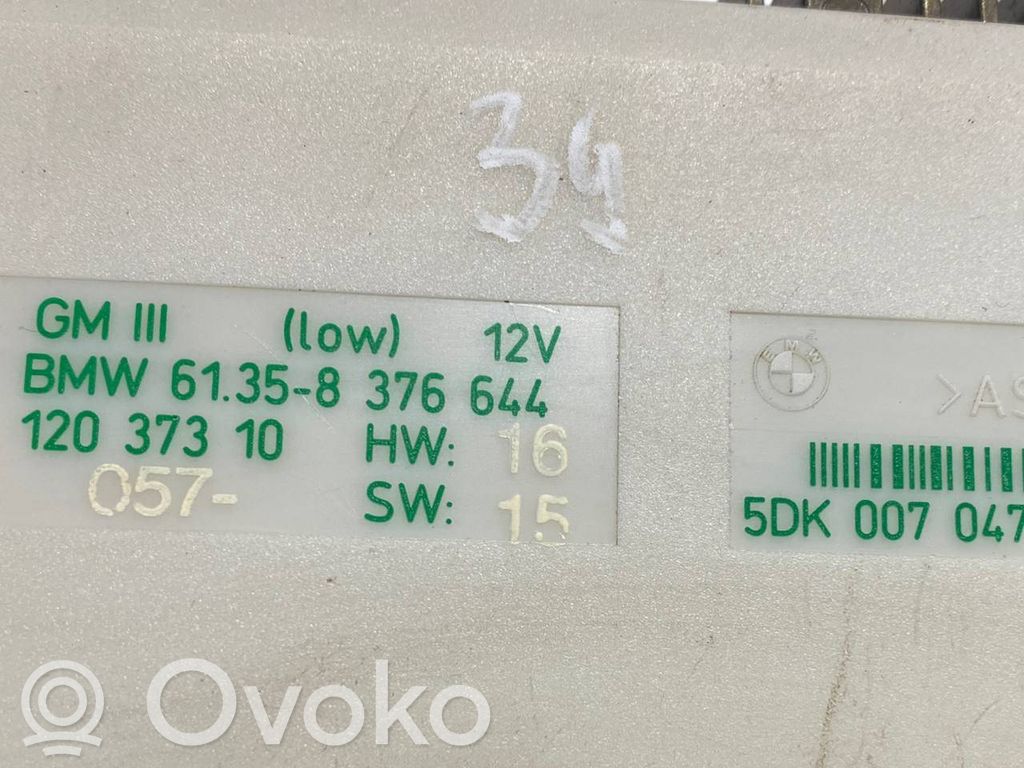 34
GM III (low) 12V
BMW 61.35-8 376 644
120 373 10 HW: 16
057- SW: 15
BMW
>AS
5DK 007 047
Ovoko